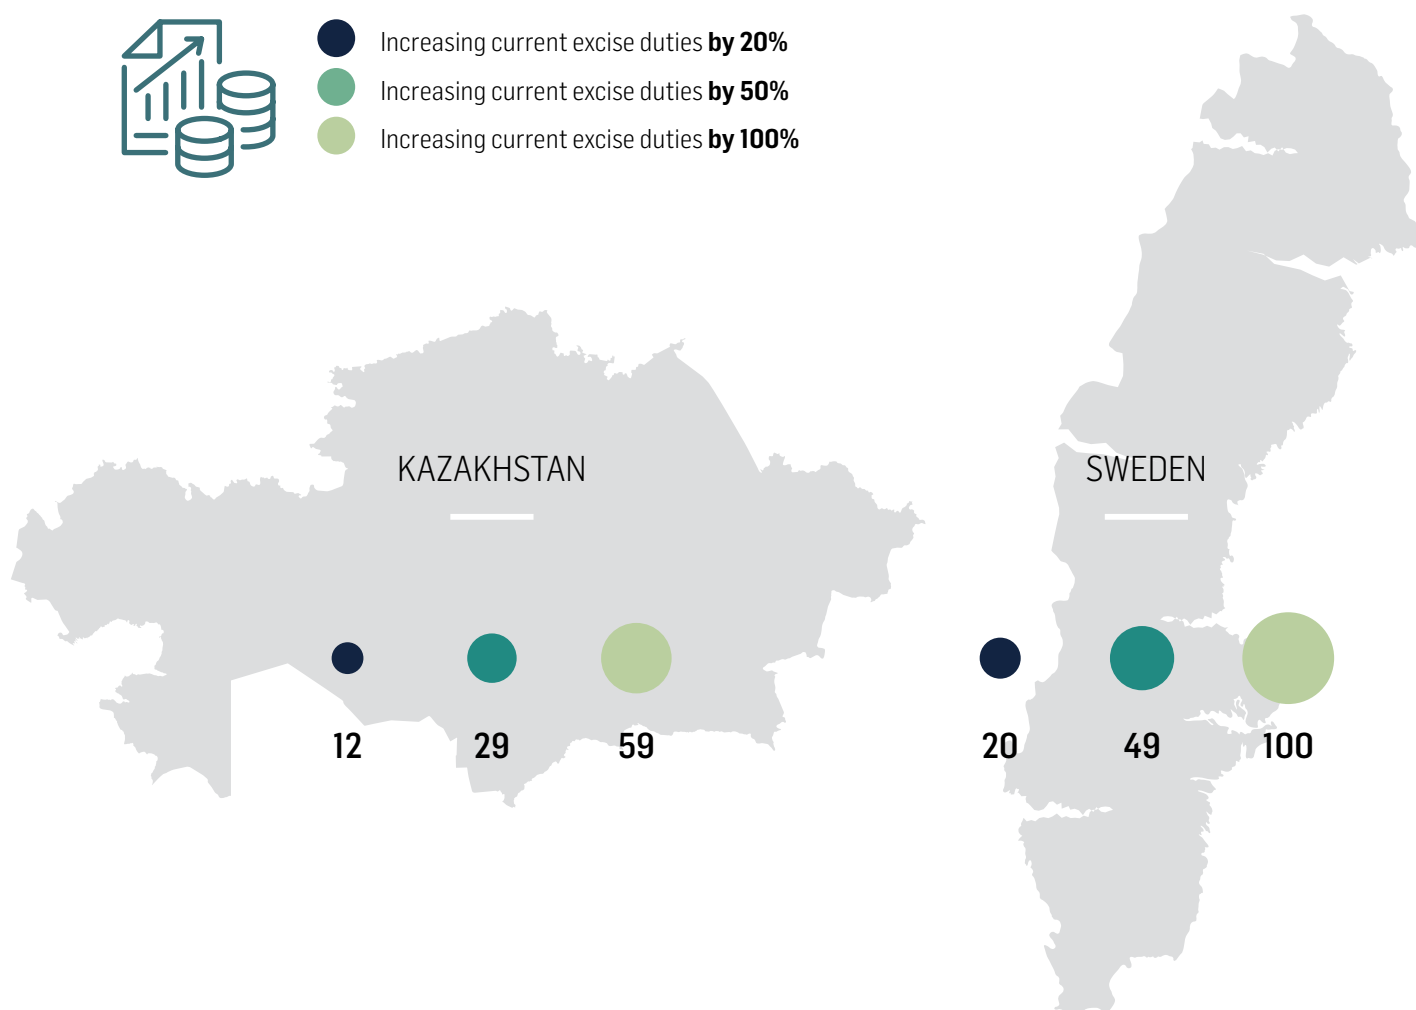 Increasing current excise duties by 20%
Increasing current excise duties by 50%
Increasing current excise duties by 100%
KAZAKHSTAN
SWEDEN
12
29
59
20
49
100